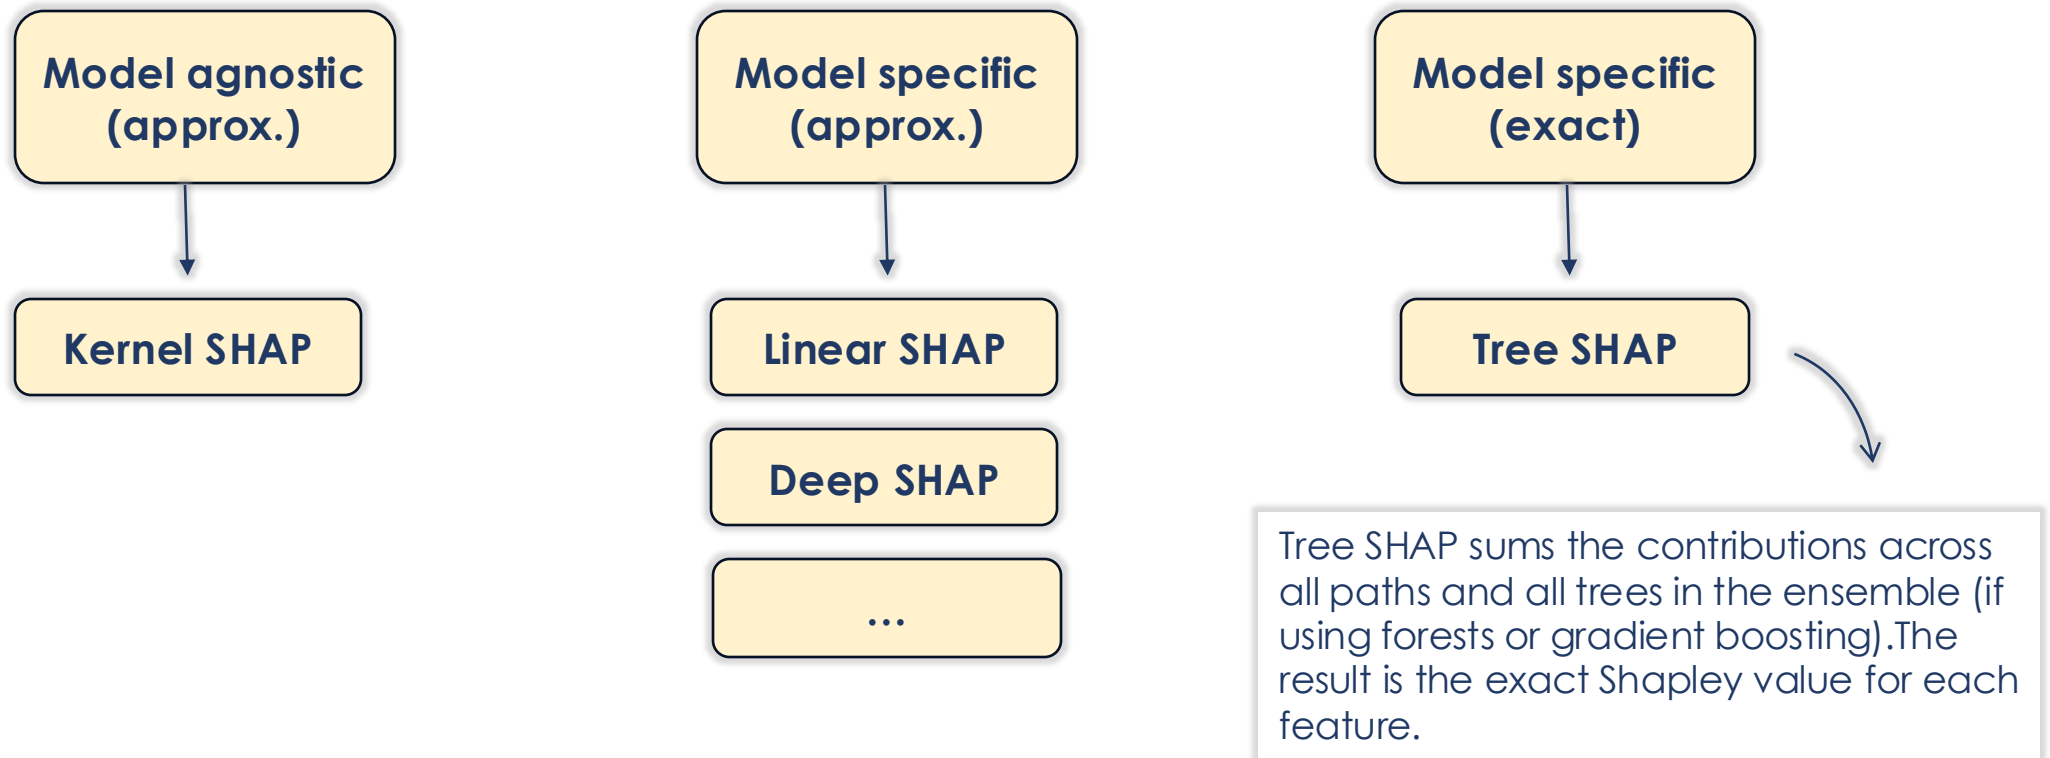 Model agnostic
(approx.)
Model specific
(approx.)
Model specific
(exact)
Kernel SHAP
Linear SHAP
Tree SHAP
Deep SHAP
...
Tree SHAP sums the contributions across
all paths and all trees in the ensemble (if
using forests or gradient boosting).The
result is the exact Shapley value for each
feature.